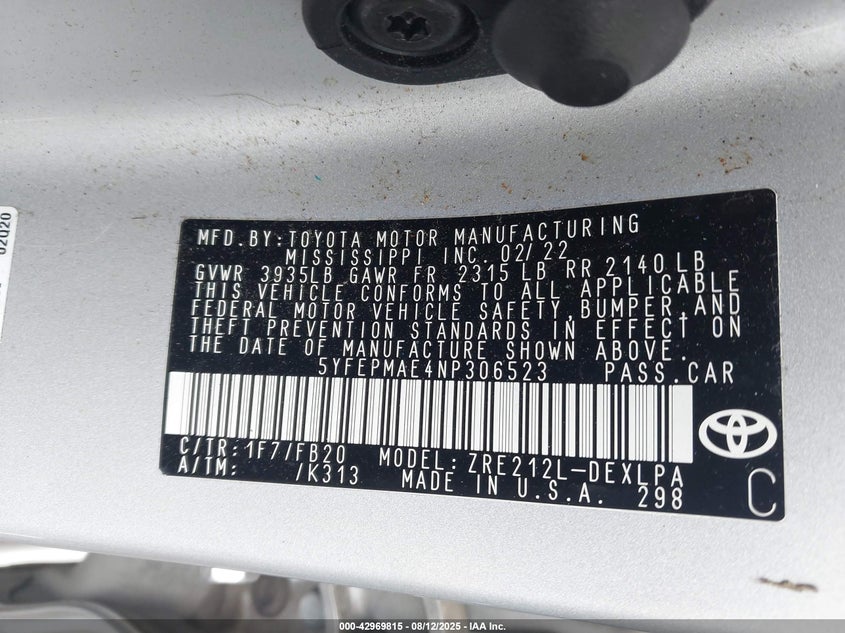 02020
MFD. BY: TOYOTA MOTOR MANUFACTURING
MISSISSIPPI INC. 02/22
GVWR 3935LB GAWR FR 2315 LB RR 2140 LB
THIS VEHICLE CONFORMS TO ALL APPLICABLE
FEDERAL MOTOR VEHICLE SAFETY, BUMPER, AND
THEFT PREVENTION STANDARDS IN EFFECT ON
THE DATE OF MANUFACTURE SHOWN ABOVE.
5YFEPMAE4NP306523 PASS.CAR
C/TR: 1F7/FB20 MODEL: ZRE212L-DEXLPA
A/TM: /K313 MADE IN U.S.A. 298
C
000-42969815 - 08/12/2025 - IAA Inc.